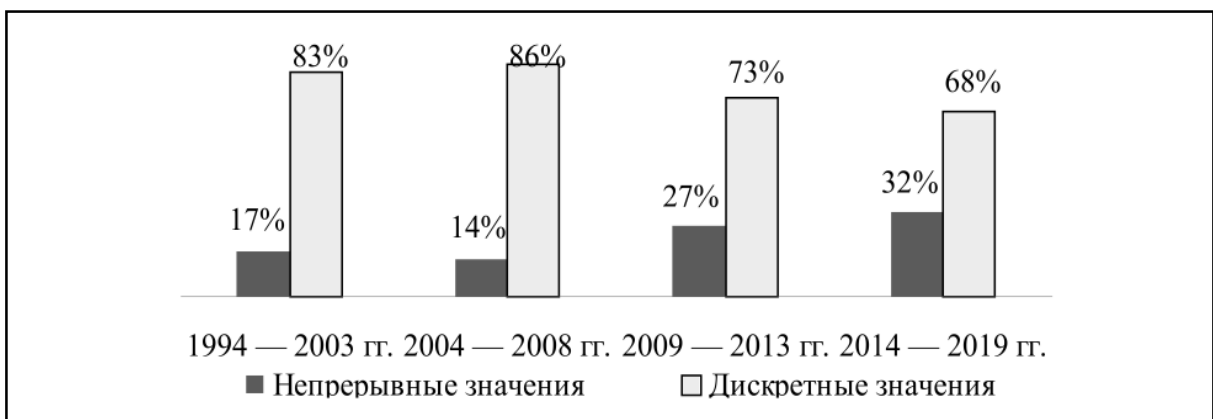 83% 86% 73% 68%
17% 14% 27% 32%
1994 — 2003 гг. 2004 — 2008 гг. 2009 — 2013 гг. 2014 — 2019 гг.
Непрерывные значения Дискретные значения